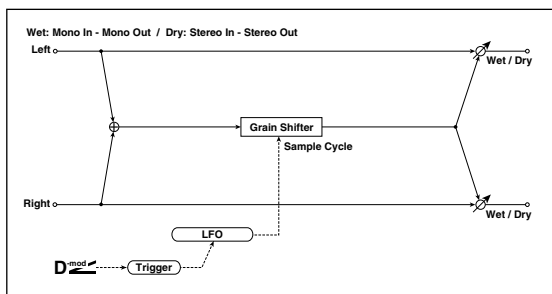 Wet: Mono In - Mono Out / Dry: Stereo In - Stereo Out
Left
Wet / Dry
Grain Shifter
Sample Cycle
Right
Wet / Dry
LFO
D-mod
Trigger